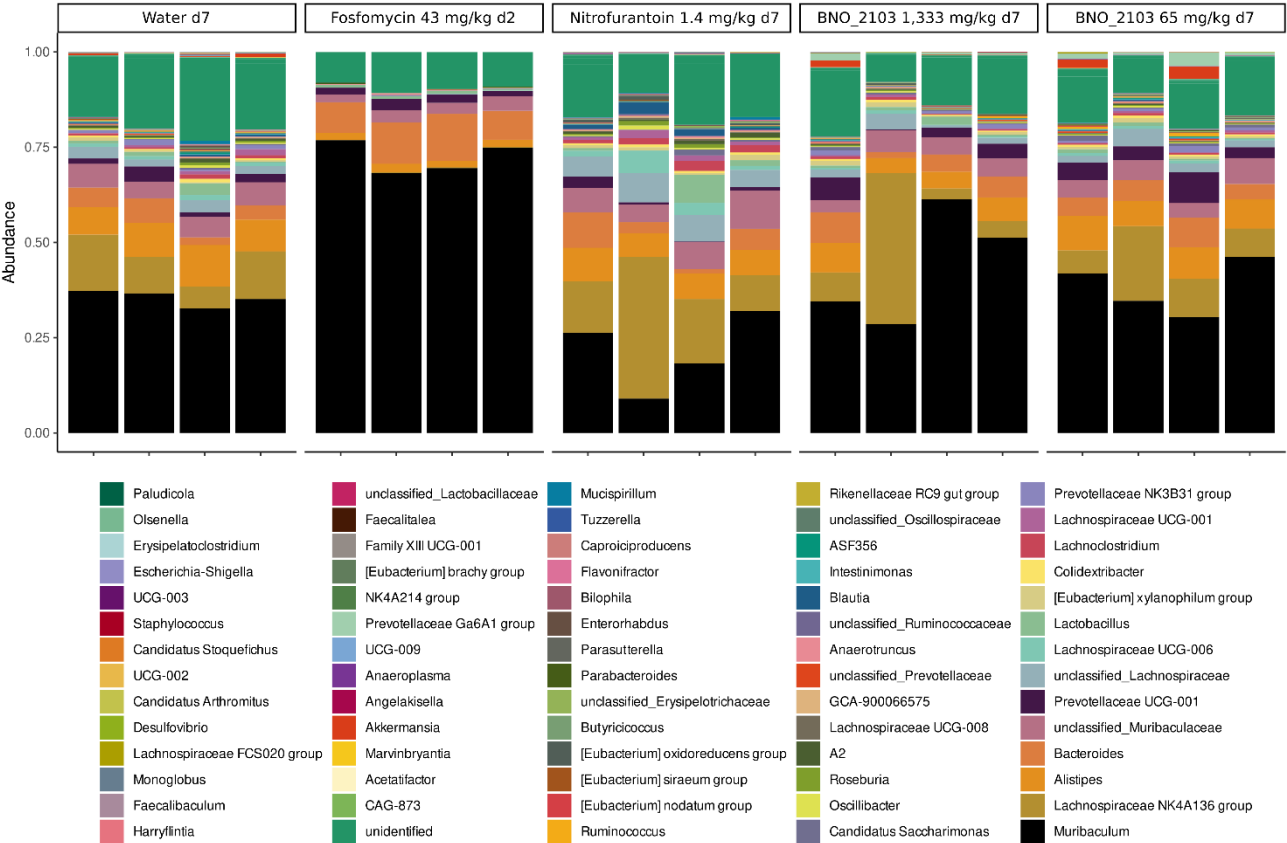 Water d7
Fosfomycin 43 mg/kg d2
Nitrofurantoin 1.4 mg/kg d7
BNO_2103 1,333 mg/kg d7
BNO_2103 65 mg/kg d7
1.00
0.75
0.50
0.25
0.00
Abundance
Paludicola
Olsenella
Erysipelatoclostridium
Escherichia-Shigella
UCG-003
Staphylococcus
Candidatus Stoquefichus
UCG-002
Candidatus Arthromitus
Desulfovibrio
Lachnospiraceae FCS020 group
Monoglobus
Faecalibaculum
Harryflintia
unclassified_Lactobacillaceae
Faecalitalea
Family XIII UCG-001
[Eubacterium] brachy group
NK4A214 group
Prevotellaceae Ga6A1 group
UCG-009
Anaeroplasma
Angelakisella
Akkermansia
Marvinbryantia
Acetatifactor
CAG-873
unidentified
Mucispirillum
Tuzzerella
Caproiciproducens
Flavonifractor
Bilophila
Enterorhabdus
Parasutterella
Parabacteroides
unclassified_Erysipelotrichaceae
Butyricicoccus
[Eubacterium] oxidoreducens group
[Eubacterium] siraeum group
[Eubacterium] nodatum group
Ruminococcus
Rikenellaceae RC9 gut group
unclassified_Oscillospiraceae
ASF356
Intestinimonas
Blautia
unclassified_Ruminococcaceae
Anaerotruncus
unclassified_Prevotellaceae
GCA-900066575
Lachnospiraceae UCG-008
A2
Roseburia
Oscillibacter
Candidatus Saccharimonas
Prevotellaceae NK3B31 group
Lachnospiraceae UCG-001
Lachnoclostridium
Colidextribacter
[Eubacterium] xylanophilum group
Lactobacillus
Lachnospiraceae UCG-006
unclassified_Lachnospiraceae
Prevotellaceae UCG-001
unclassified_Muribaculaceae
Bacteroides
Alistipes
Lachnospiraceae NK4A136 group
Muribaculum